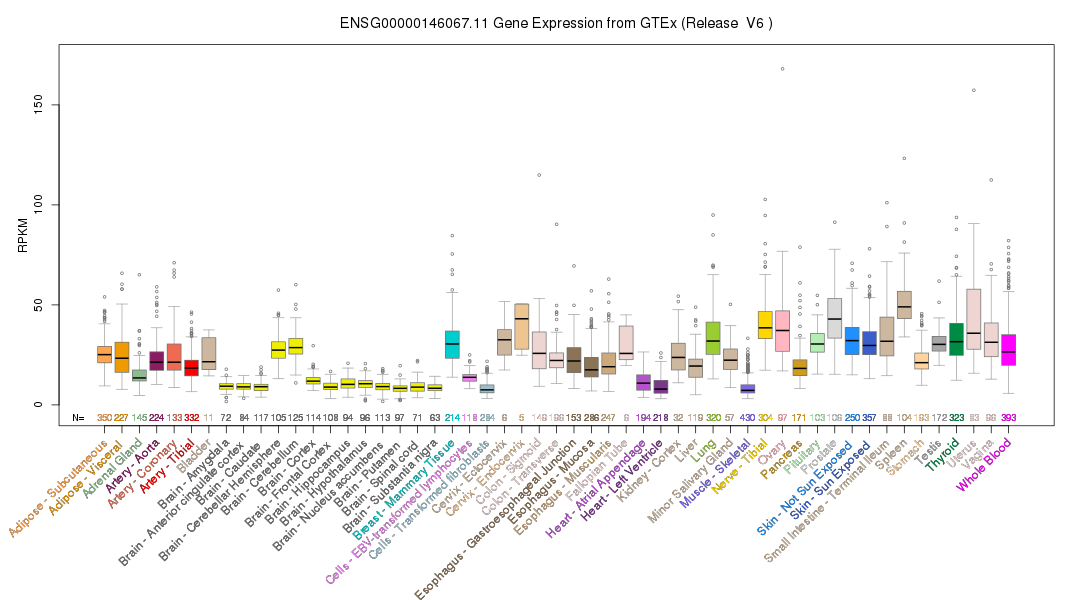 ENSG00000146067.11 Gene Expression from GTEx (Release V6 )
RPKM
150
100
50
0
N= 350 227 145 224 133 332 11 72 84 117 105 125 114 108 94 96 113 97 71 63 214 118 284 6 5 149 196 153 286 247 6 194 218 32 119 320 57 430 304 97 171 103 106 250 357 88 104 193 172 323 83 96 393
Adipose - Subcutaneous
Adipose - Visceral
Adrenal Gland
Artery - Aorta
Artery - Coronary
Artery - Tibial
Bladder
Brain - Amygdala
Brain - Anterior cingulate cortex
Brain - Caudate
Brain - Cerebellar Hemisphere
Brain - Cerebellum
Brain - Cortex
Brain - Frontal Cortex
Brain - Hippocampus
Brain - Hypothalamus
Brain - Nucleus accumbens
Brain - Putamen
Brain - Spinal cord
Brain - Substantia nigra
Breast - Mammary Tissue
Cells - EBV-transformed lymphocytes
Cells - Transformed fibroblasts
Cervix - Ectocervix
Cervix - Endocervix
Colon - Sigmoid
Colon - Transverse
Esophagus - Gastroesophageal Junction
Esophagus - Mucosa
Esophagus - Muscularis
Fallopian Tube
Heart - Atrial Appendage
Heart - Left Ventricle
Kidney - Cortex
Liver
Lung
Minor Salivary Gland
Muscle - Skeletal
Nerve - Tibial
Ovary
Pancreas
Pituitary
Prostate
Skin - Not Sun Exposed
Skin - Sun Exposed
Small Intestine - Terminal Ileum
Spleen
Stomach
Testis
Thyroid
Uterus
Vagina
Whole Blood